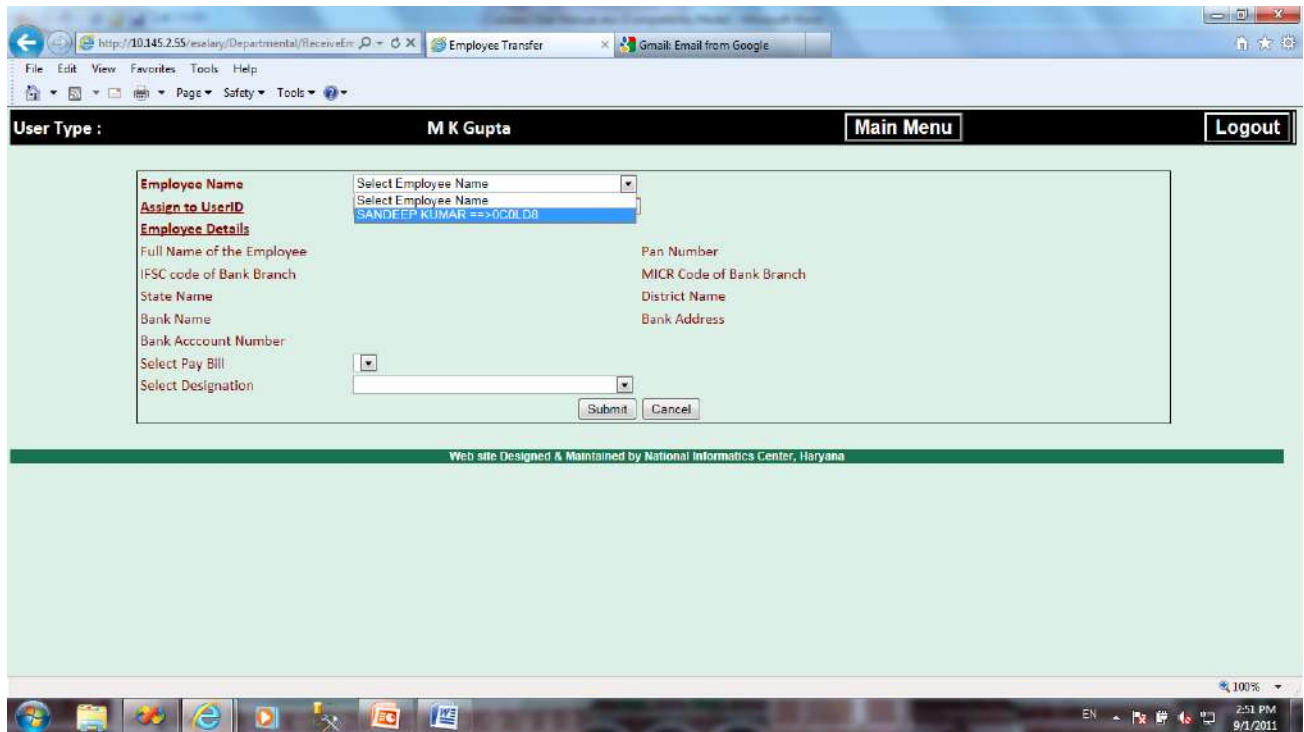 http://10.145.2.55/esalary/Departmental/ReceiveEm
Employee Transfer
Gmail: Email from Google
File Edit View Favorites Tools Help
Page Safety Tools
User Type : M K Gupta Main Menu Logout
Employee Name Select Employee Name
Select Employee Name
Assign to UserID SANDEEP KUMAR ==>0C0LD8
Employee Details
Full Name of the Employee Pan Number
IFSC code of Bank Branch MICR Code of Bank Branch
State Name District Name
Bank Name Bank Address
Bank Acccount Number
Select Pay Bill
Select Designation
Submit Cancel
Web site Designed & Maintained by National Informatics Center, Haryana
100%
EN 2:51 PM
9/1/2011